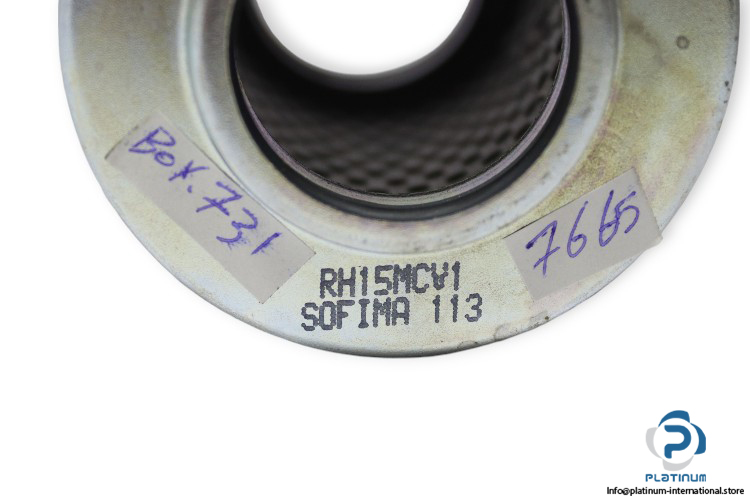 Box.731
7665
RH15MCV1
SOFIMA 113
PLATINUM
Info@platinum-international.store